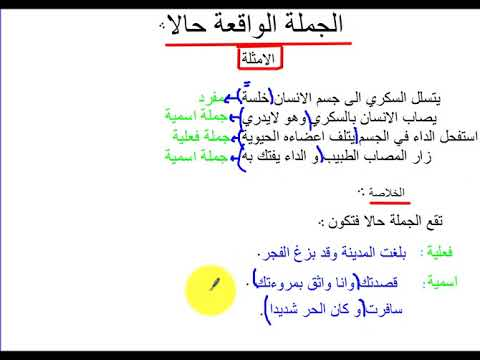 الجملة الواقعة حالا :
الامثلة
يتسلل السكري الى جسم الانسان (خلسةً) مفرد
يصاب الانسان بالسكري (وهو لايدري) جملة اسمية
استفحل الداء في الجسم (يتلف اعضاءه الحيوية) جملة فعلية
زار المصاب الطبيب (و الداء يفتك به) جملة اسمية
الخلاصة :
تقع الجملة حالا فتكون :
فعلية : بلغت المدينة وقد بزغ الفجر.
اسمية : قصدتك (وانا واثق بمروءتك).
سافرت (و كان الحر شديدا).